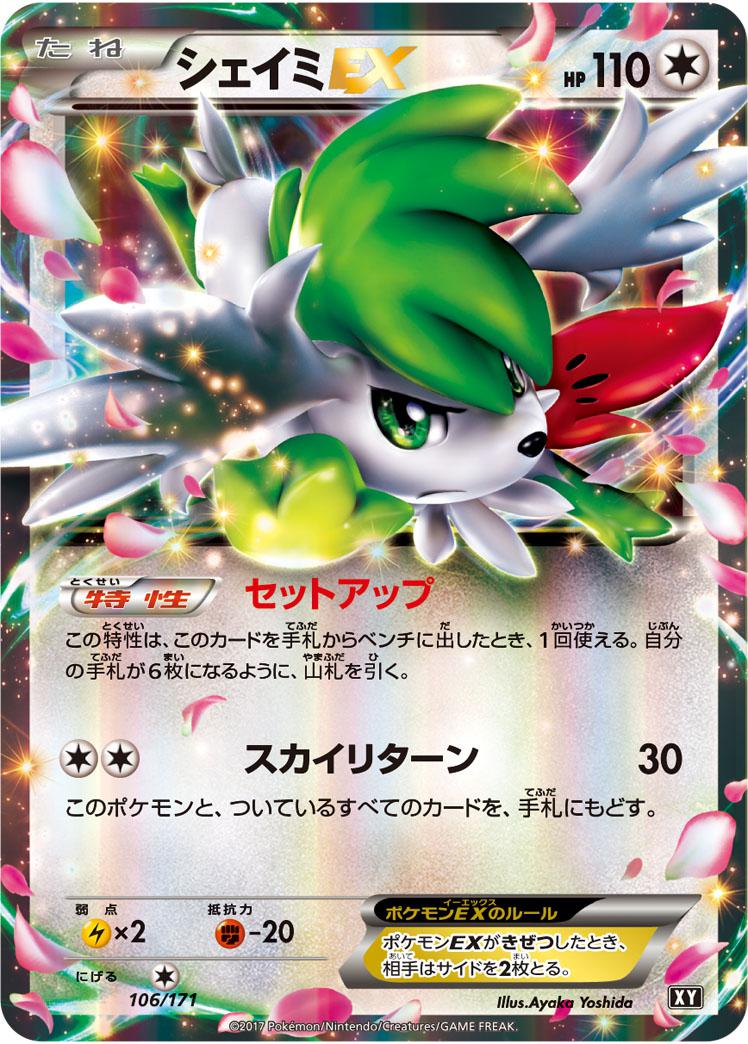 たね シェイミEX HP 110
とくせい
特性 セットアップ
この特性は、このカードを手札からベンチに出したとき、1回使える。自分
の手札が6枚になるように、山札を引く。
スカイリターン 30
このポケモンと、ついているすべてのカードを、手札にもどす。
弱点 抵抗力
×2 -20
にげる
106/171
イーエックス
ポケモンEXのルール
ポケモンEXがきぜつしたとき、
相手はサイドを2枚とる。
Illus.Ayaka Yoshida XY
©2017 Pokémon/Nintendo/Creatures/GAME FREAK.